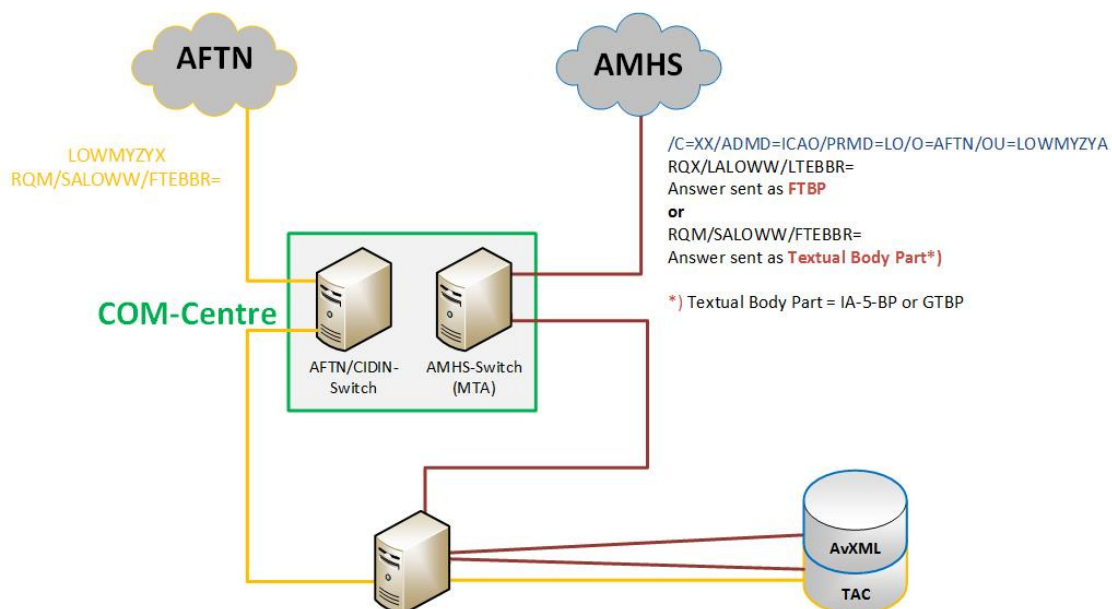 AFTN
AMHS
LOWMYZYX
RQM/SALOWW/FTEBBR=
/C=XX/ADMD=ICAO/PRMD=LO/O=AFTN/OU=LOWMYZYA
RQX/LALOWW/LTEBBR=
Answer sent as FTBP
or
RQM/SALOWW/FTEBBR=
Answer sent as Textual Body Part*)
*) Textual Body Part = IA-5-BP or GTBP
COM-Centre
AFTN/CIDIN-
Switch
AMHS-Switch
(MTA)
AvXML
TAC